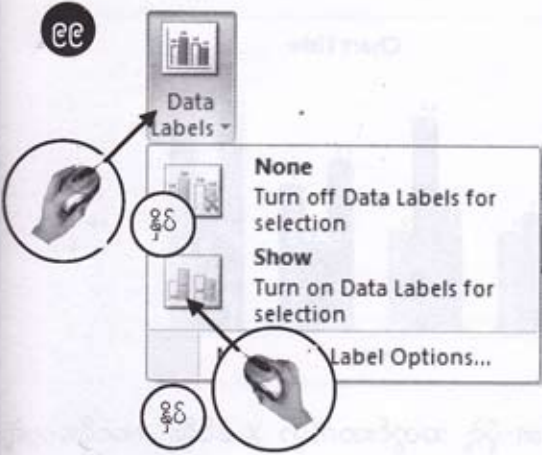 ၉၉
Data
Labels
None
Turn off Data Labels for
selection
နှိပ်
Show
Turn on Data Labels for
selection
Label Options...
နှိပ်